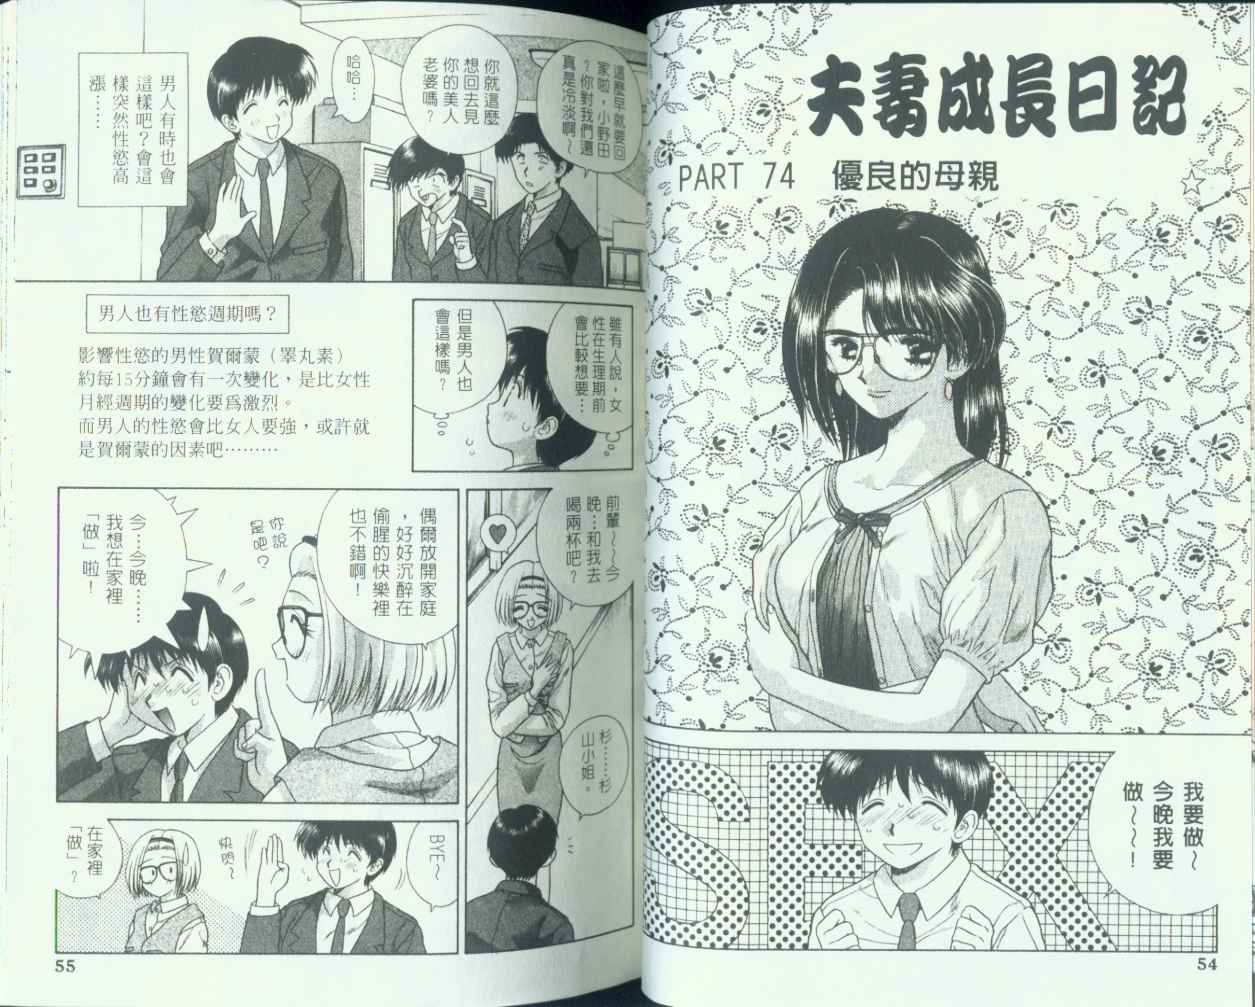 夫妻成長日記
PART 74 優良的母親
SEX
我要做～
今晚我要
做～～！
54
這麼早就要回
家啦，小野田
？你對我們還
真是冷淡啊～
你就這麼
想回去見
你的美人
老婆嗎？
哈哈…
男人有時也會
這樣吧？會這
樣突然性慾高
漲……
雖有人說，女
性在生理期前
會比較想要…
但是男人也
會這樣嗎？
男人也有性慾週期嗎？
影響性慾的男性賀爾蒙（睪丸素）
約每15分鐘會有一次變化，是比女性
月經週期的變化要爲激烈。
而男人的性慾會比女人要強，或許就
是賀爾蒙的因素吧………
前輩～～今
晚…和我去
喝兩杯吧？
杉……杉
山小姐。
偶爾放開家庭
，好好沉醉在
偷腥的快樂裡
也不錯啊！
你說
是吧？
今…今晚……
我想在家裡
「做」啦！
BYE～
快閃～
在家裡
「做」？
55